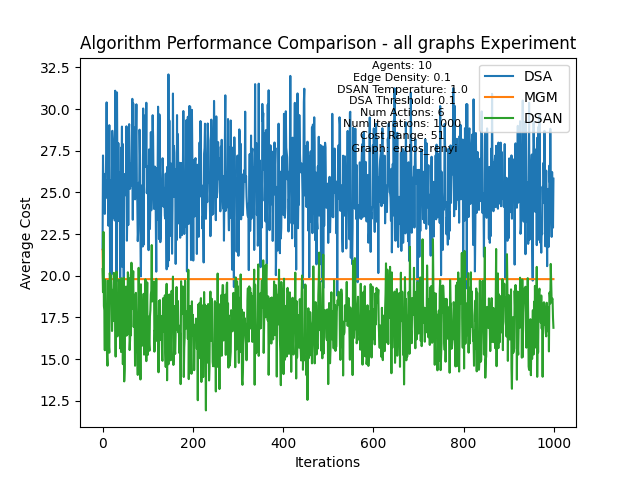 Algorithm Performance Comparison - all graphs Experiment
Agents: 10
Edge Density: 0.1
DSAN Temperature: 1.0
DSA Threshold: 0.1
Num Actions: 6
Num Iterations: 1000
Cost Range: 51
Graph: erdos_renyi
DSA
MGM
DSAN
Average Cost
32.5
30.0
27.5
25.0
22.5
20.0
17.5
15.0
12.5
0 200 400 600 800 1000
Iterations